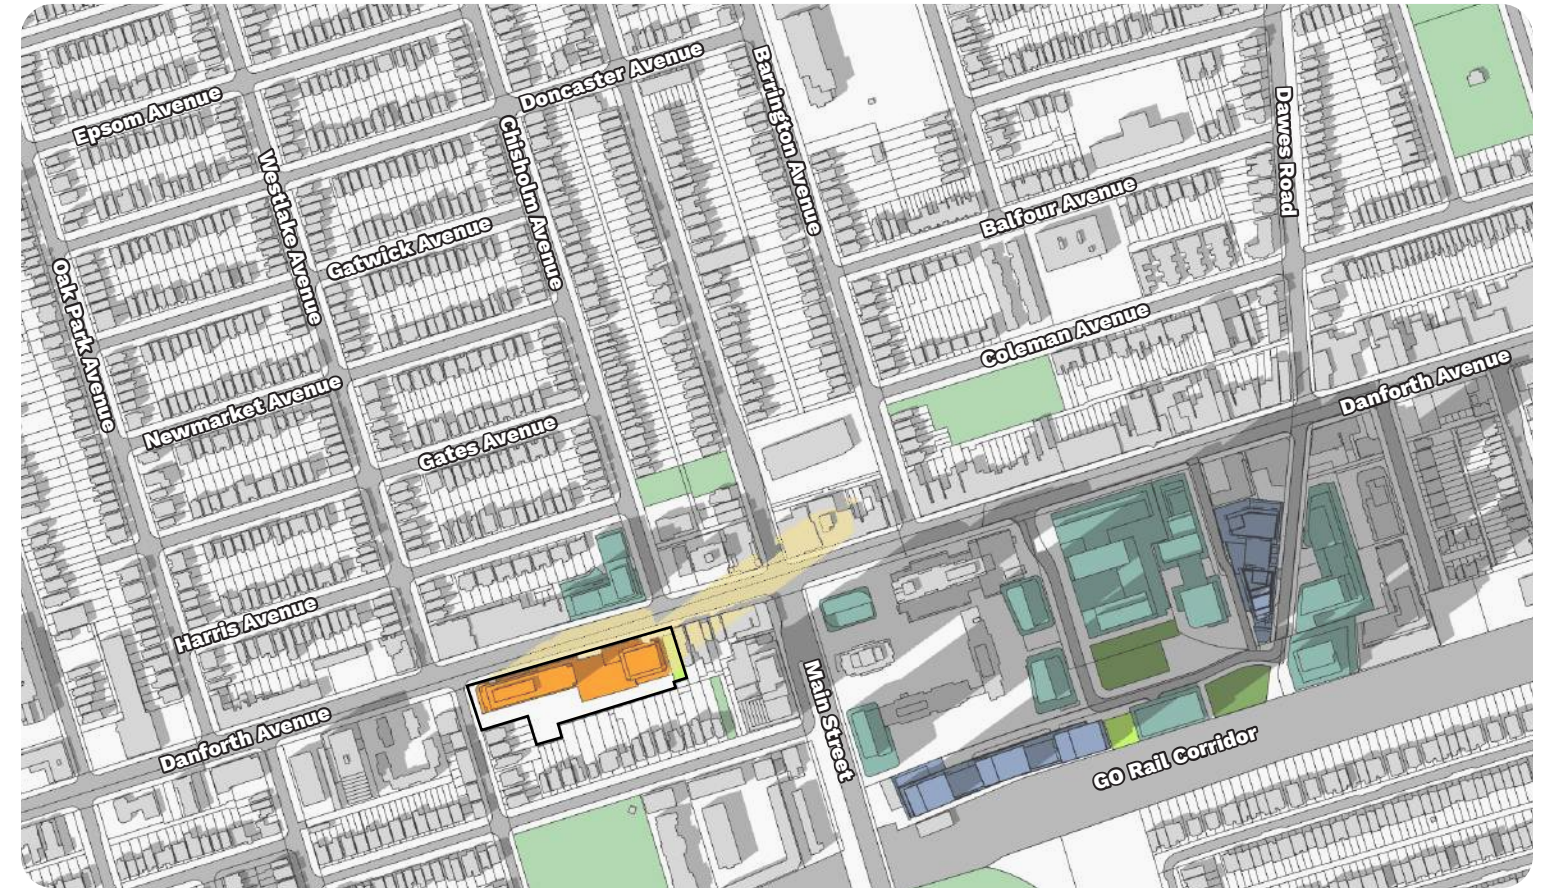 Doncaster Avenue
Epsom Avenue
Barrington Avenue
Dawes Road
Chisholm Avenue
Westlake Avenue
Balfour Avenue
Gatwick Avenue
Oak Park Avenue
Coleman Avenue
Danforth Avenue
Newmarket Avenue
Gates Avenue
Harris Avenue
Main Street
Danforth Avenue
GO Rail Corridor